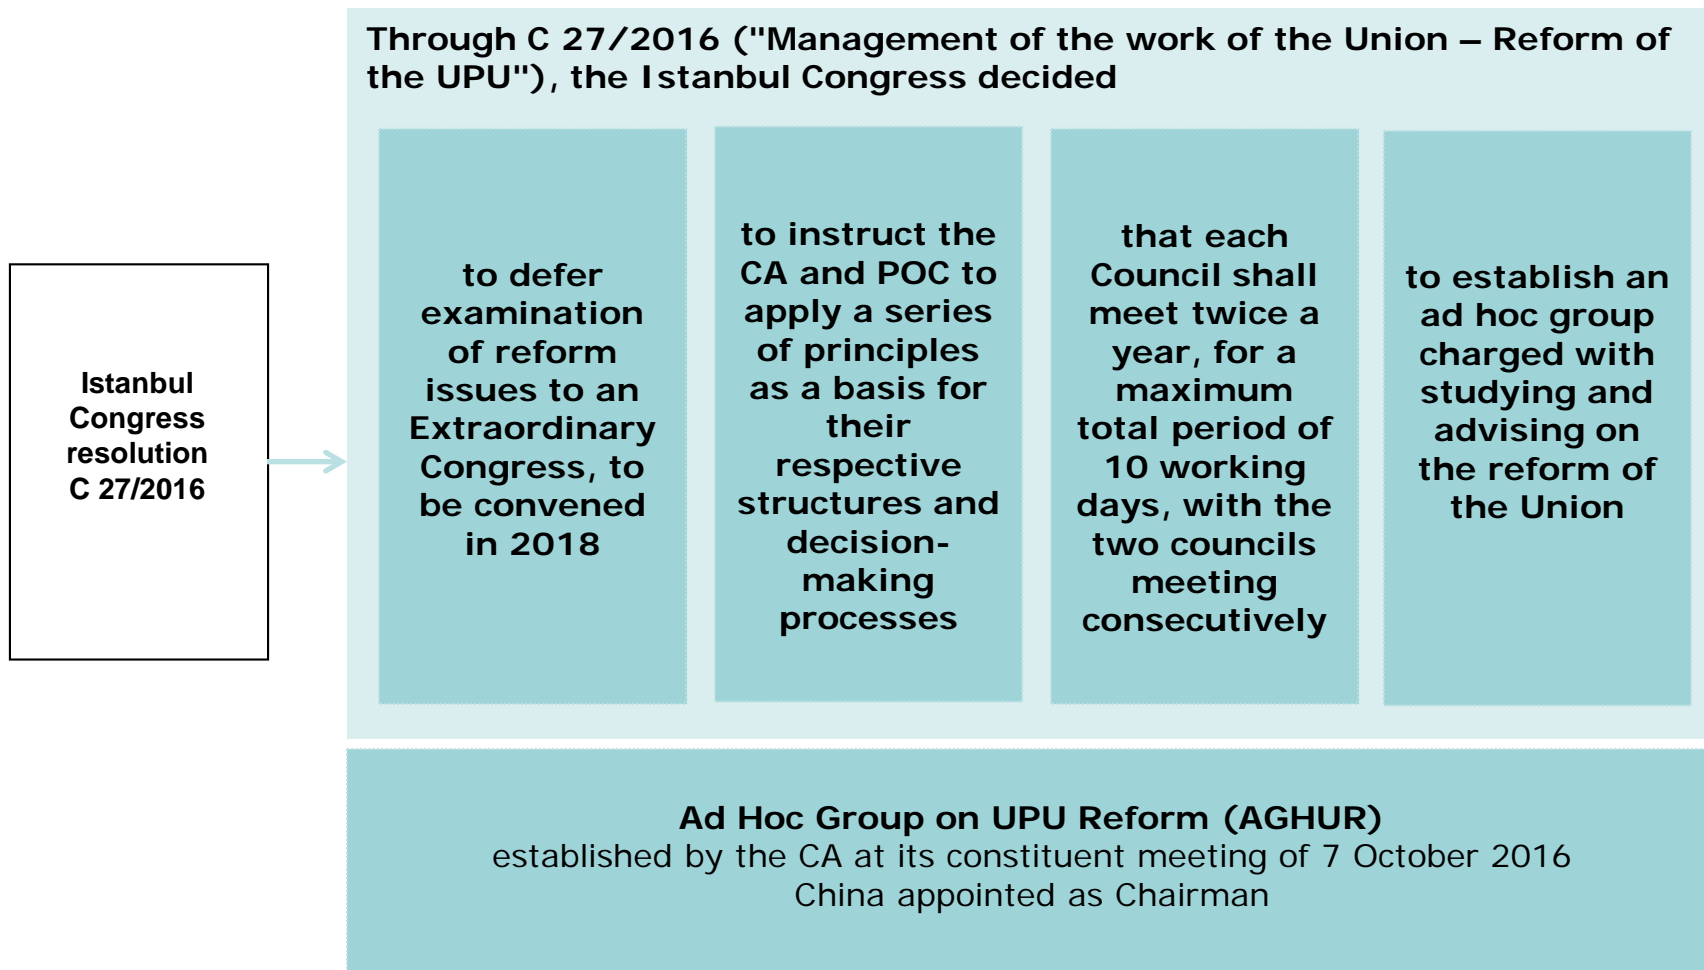 Through C 27/2016 ("Management of the work of the Union – Reform of
the UPU"), the Istanbul Congress decided
Istanbul
Congress
resolution
C 27/2016
to defer
examination
of reform
issues to an
Extraordinary
Congress, to
be convened
in 2018
to instruct the
CA and POC to
apply a series
of principles
as a basis for
their
respective
structures and
decision-
making
processes
that each
Council shall
meet twice a
year, for a
maximum
total period of
10 working
days, with the
two councils
meeting
consecutively
to establish an
ad hoc group
charged with
studying and
advising on
the reform of
the Union
Ad Hoc Group on UPU Reform (AGHUR)
established by the CA at its constituent meeting of 7 October 2016
China appointed as Chairman